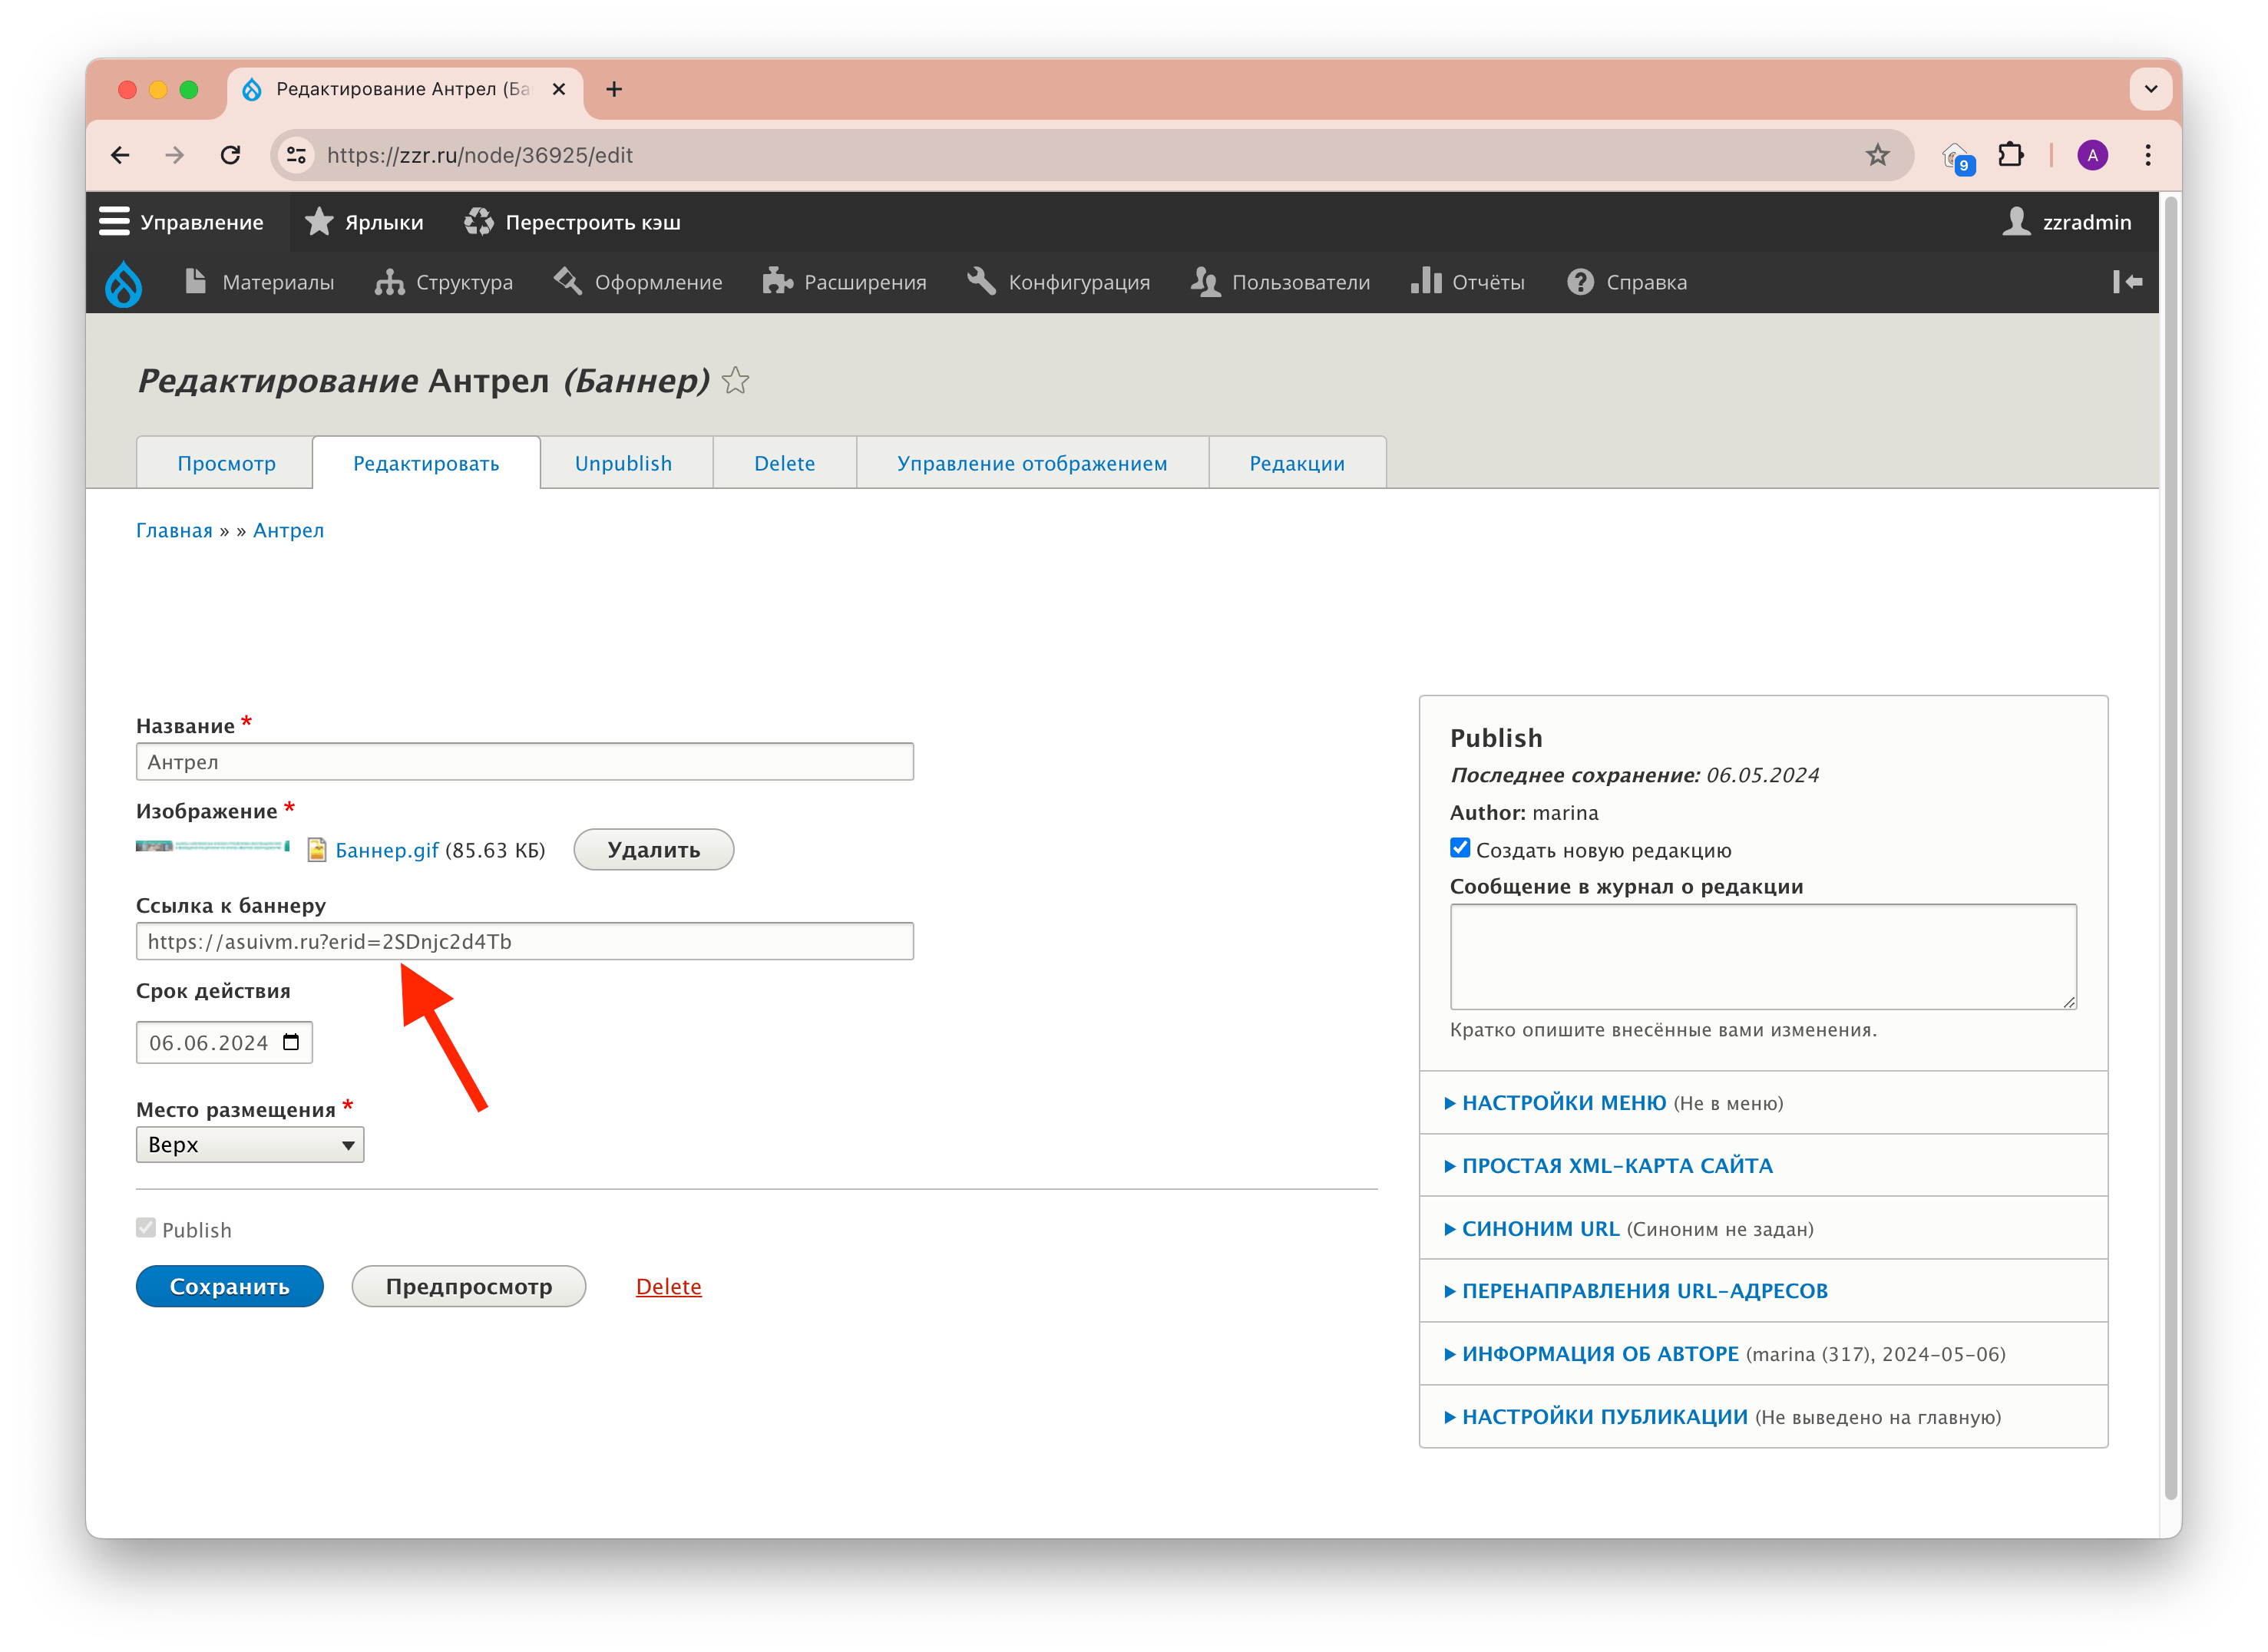 Редактирование Антрел (Ба
https://zzr.ru/node/36925/edit
9
A
Управление
Ярлыки
Перестроить кэш
zzradmin
Материалы
Структура
Оформление
Расширения
Конфигурация
Пользователи
Отчёты
Справка
Редактирование Антрел (Баннер)
Просмотр
Редактировать
Unpublish
Delete
Управление отображением
Редакции
Главная » » Антрел
Название *
Антрел
Изображение *
Баннер.gif (85.63 КБ)
Удалить
Ссылка к баннеру
https://asuivm.ru?erid=2SDnjc2d4Tb
Срок действия
06.06.2024
Место размещения *
Верх
Publish
Сохранить
Предпросмотр
Delete
Publish
Последнее сохранение: 06.05.2024
Author: marina
Создать новую редакцию
Сообщение в журнал о редакции
Кратко опишите внесённые вами изменения.
НАСТРОЙКИ МЕНЮ (Не в меню)
ПРОСТАЯ XML-КАРТА САЙТА
СИНОНИМ URL (Синоним не задан)
ПЕРЕНАПРАВЛЕНИЯ URL-АДРЕСОВ
ИНФОРМАЦИЯ ОБ АВТОРЕ (marina (317), 2024-05-06)
НАСТРОЙКИ ПУБЛИКАЦИИ (Не выведено на главную)